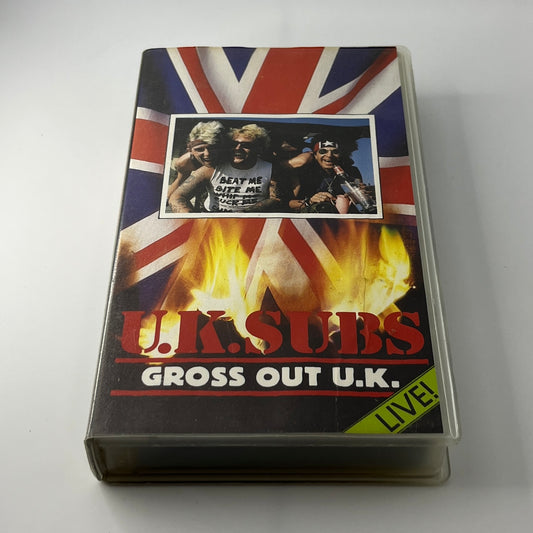 BEAT ME
BITE ME
U.K.SUBS
GROSS OUT U.K.
LIVE!